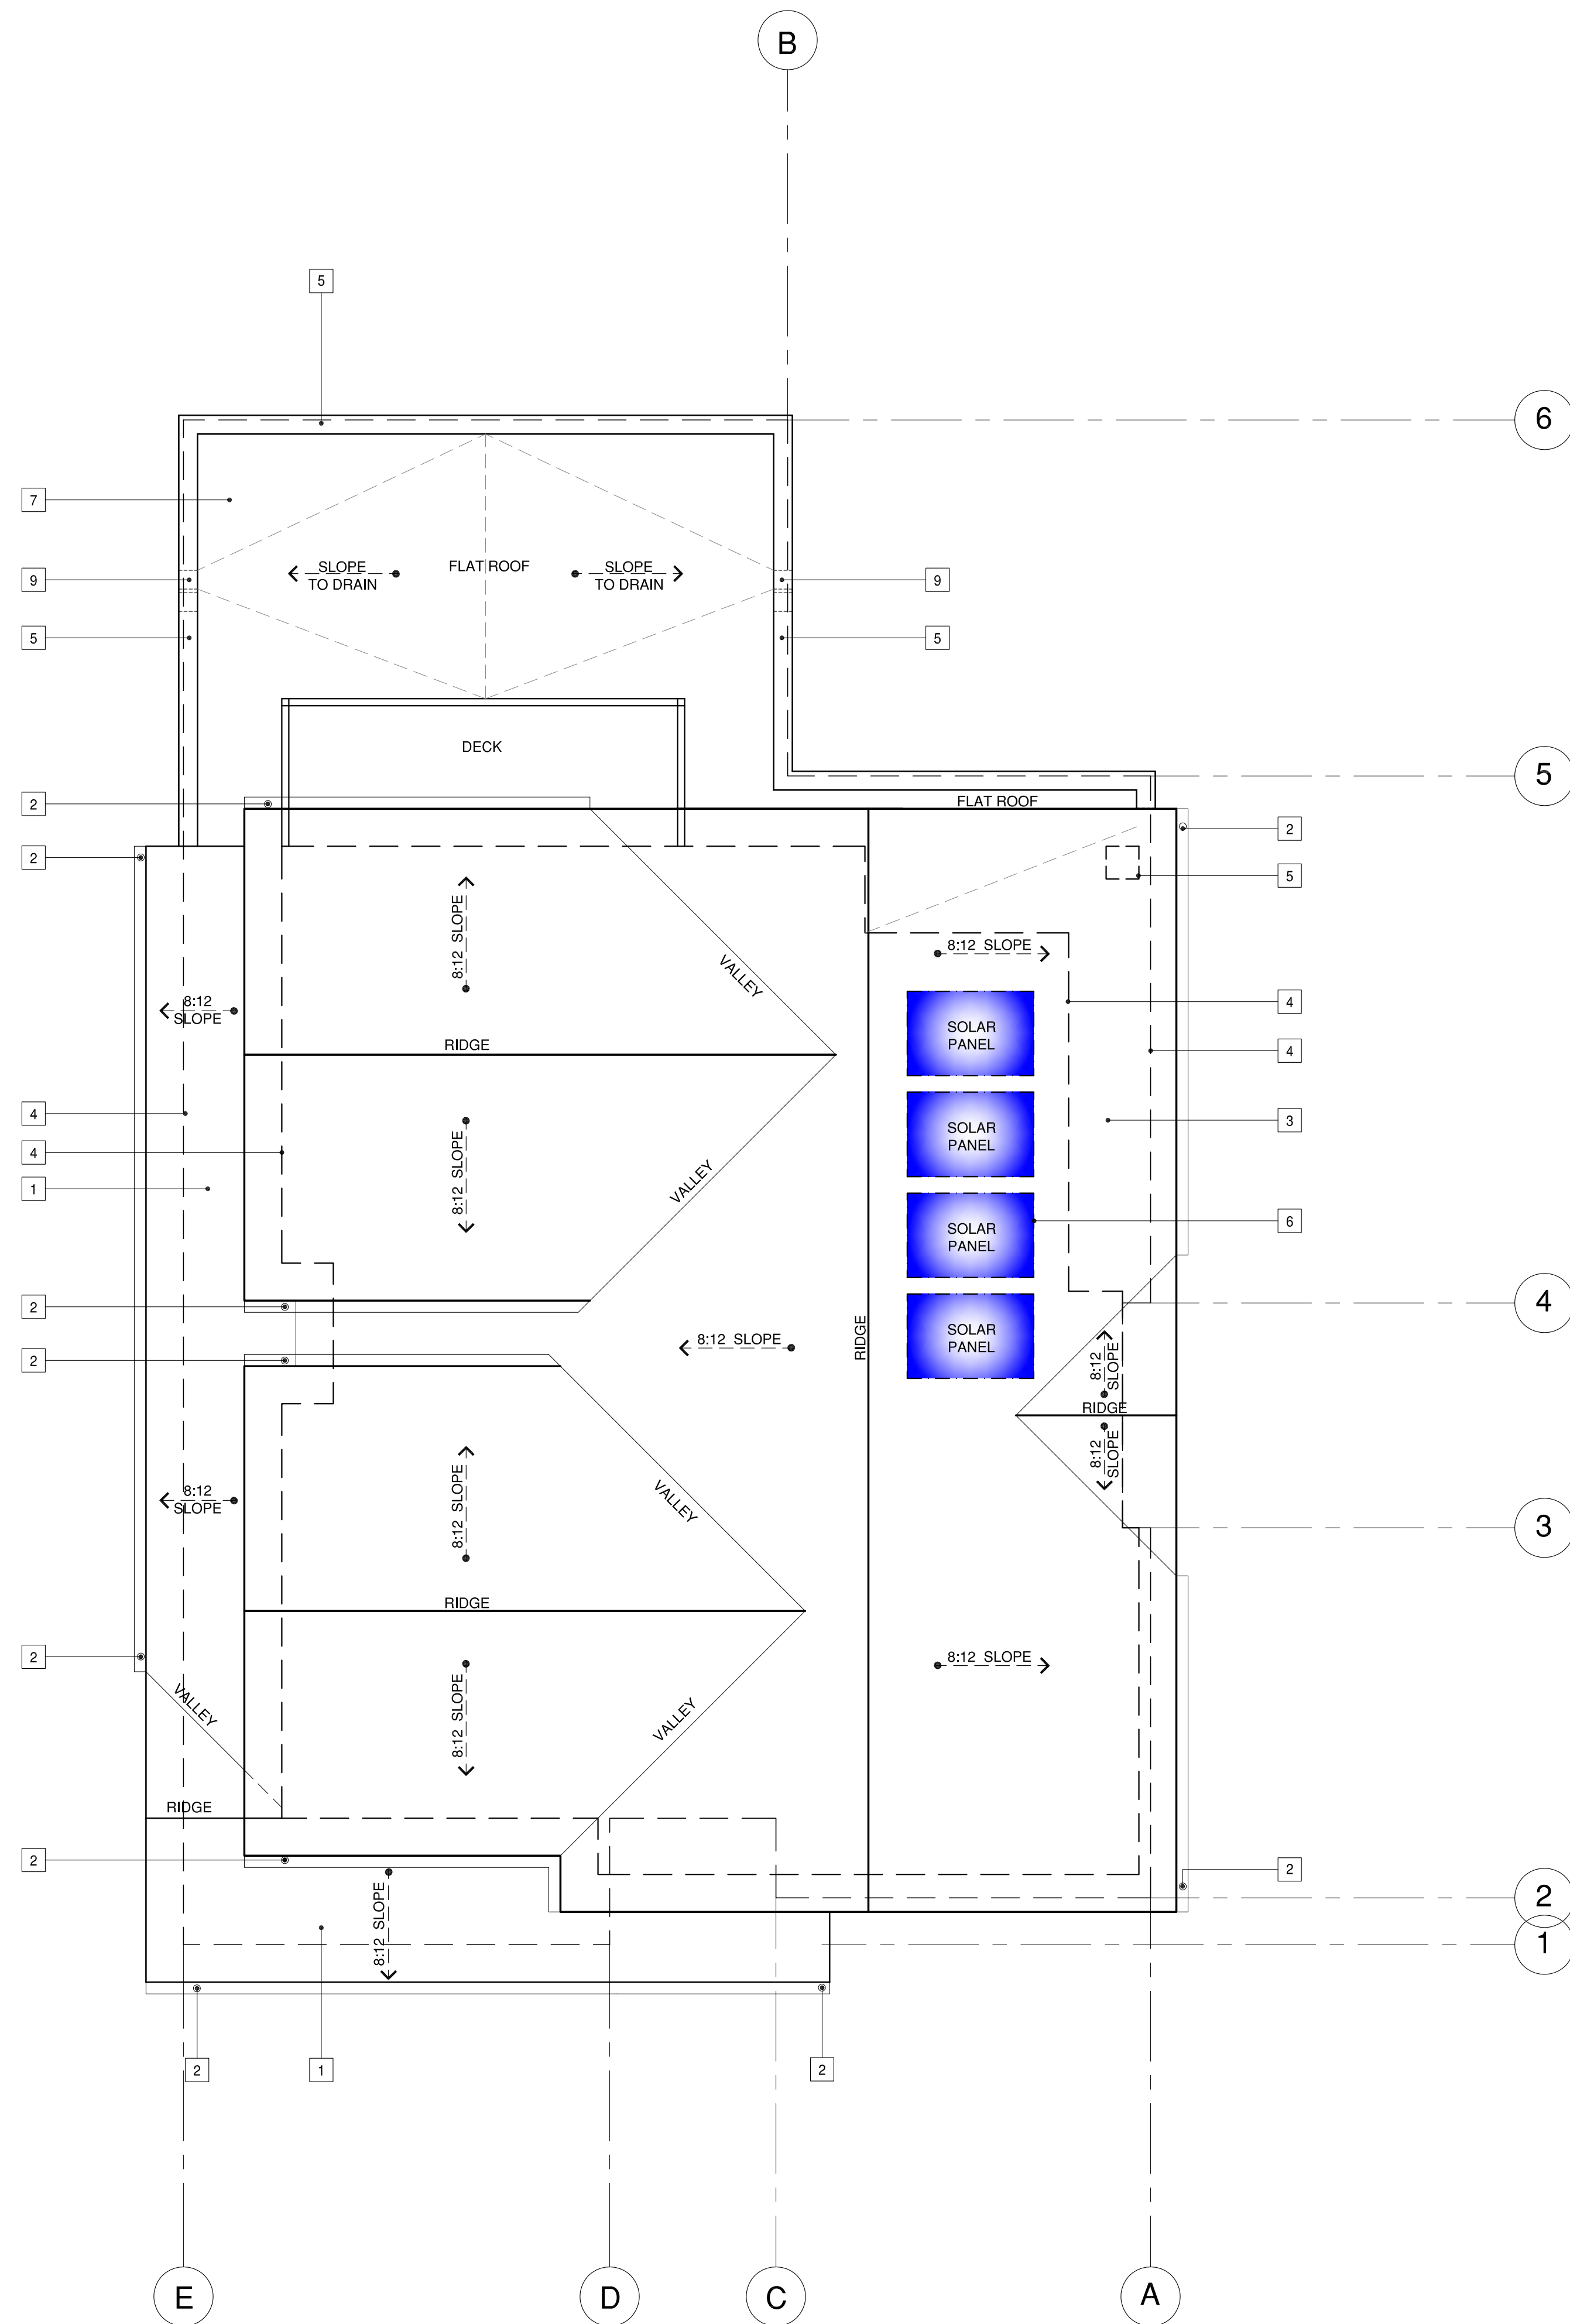 B
5
6
7
SLOPE
TO DRAIN
FLAT ROOF
SLOPE
TO DRAIN
9
9
5
5
DECK
5
FLAT ROOF
2
2
2
5
8:12 SLOPE
8:12 SLOPE
VALLEY
4
8:12
SLOPE
SOLAR
PANEL
RIDGE
4
4
SOLAR
PANEL
3
4
8:12 SLOPE
VALLEY
1
SOLAR
PANEL
6
2
4
RIDGE
SOLAR
PANEL
8:12 SLOPE
2
8:12
SLOPE
RIDGE
8:12
SLOPE
8:12 SLOPE
VALLEY
8:12
SLOPE
3
RIDGE
2
8:12 SLOPE
VALLEY
8:12 SLOPE
VALLEY
RIDGE
2
2
8:12 SLOPE
2
1
2
1
2
E
D
C
A